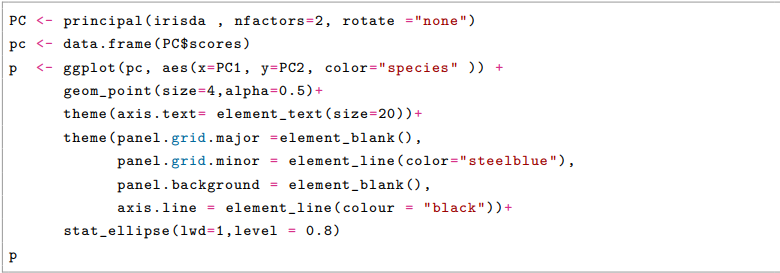 PC <- principal(irisda , nfactors=2, rotate ="none")
pc <- data.frame(PC$scores)
p  <- ggplot(pc, aes(x=PC1, y=PC2, color="species" )) +
      geom_point(size=4,alpha=0.5)+
      theme(axis.text= element_text(size=20))+
      theme(panel.grid.major =element_blank(),
            panel.grid.minor = element_line(color="steelblue"),
            panel.background = element_blank(),
            axis.line = element_line(colour = "black"))+
      stat_ellipse(lwd=1,level = 0.8)
p